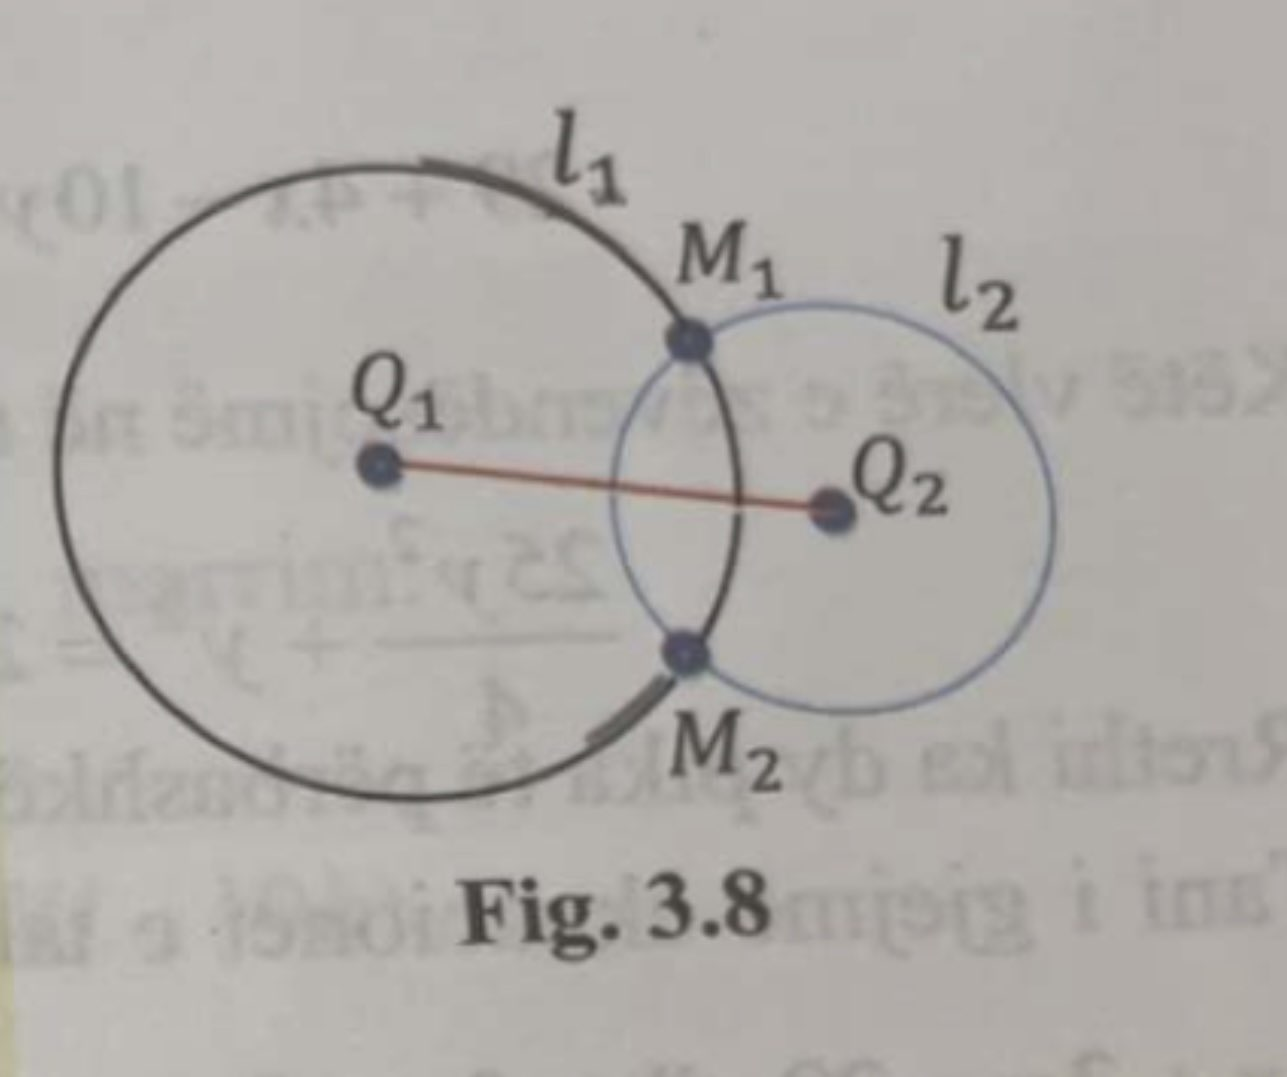 l₁
M₁
l₂
Q₁
Q₂
M₂
Fig. 3.8